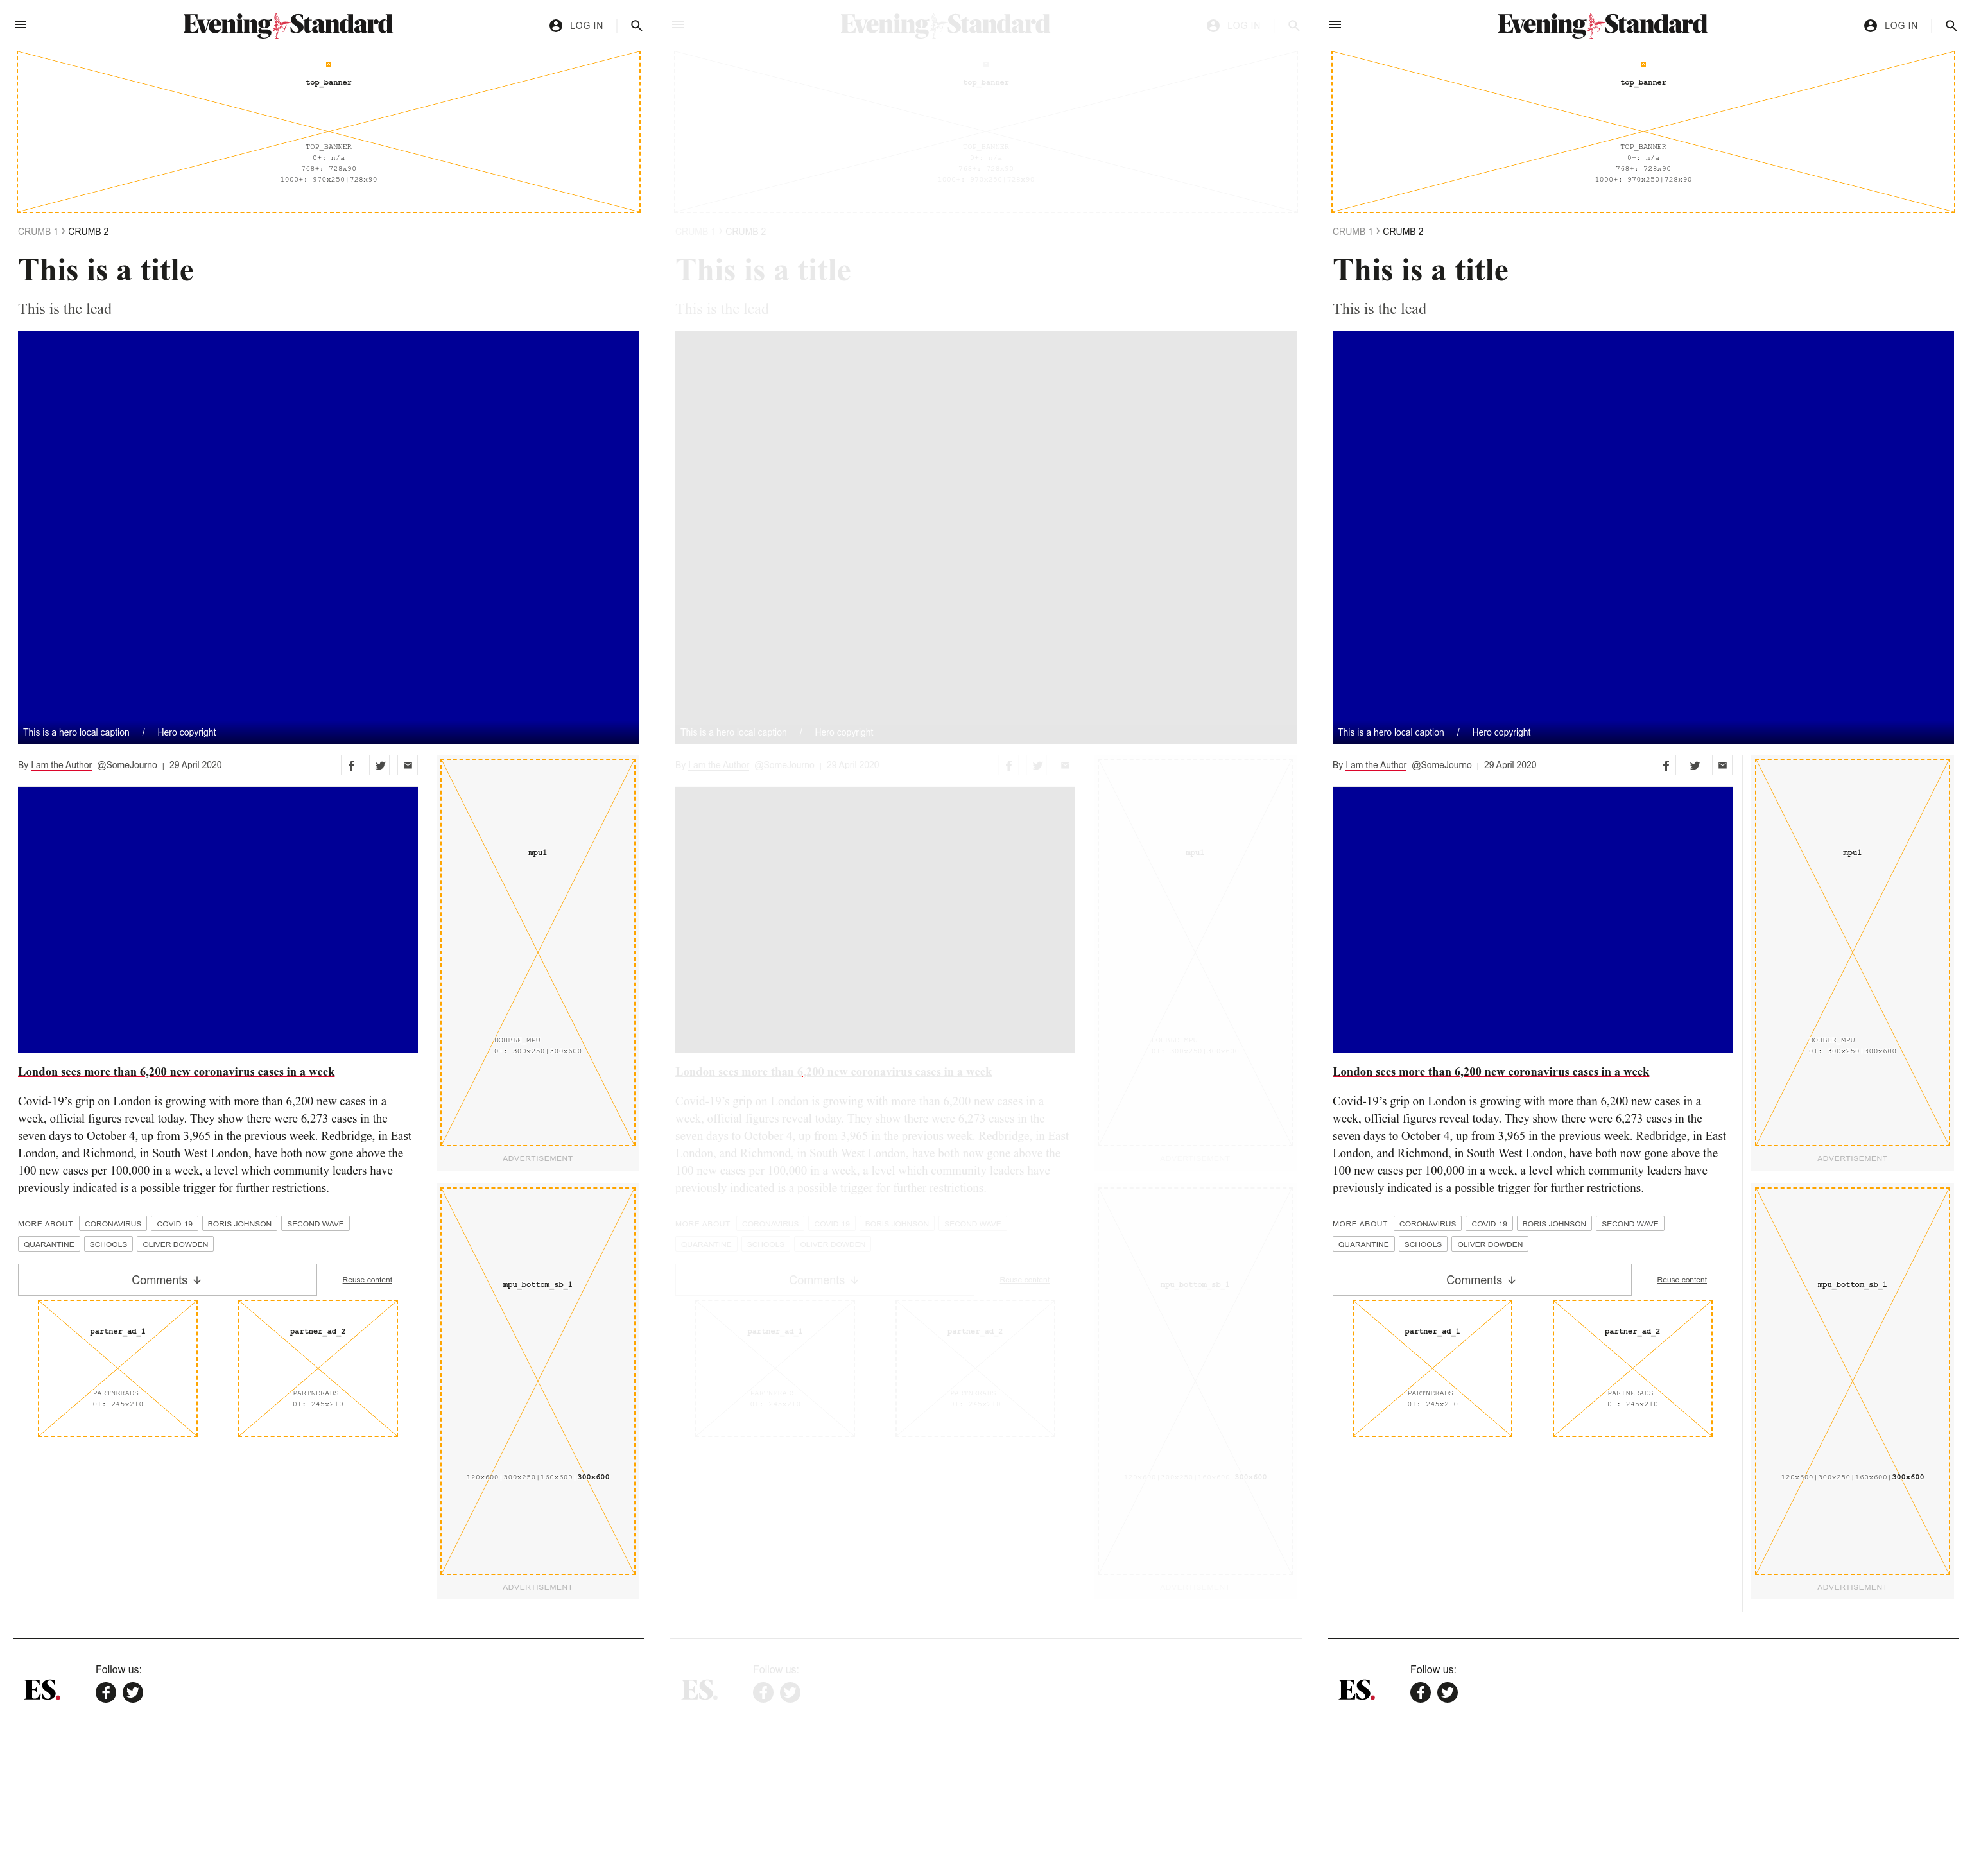 Evening Standard
LOG IN
top_banner
TOP_BANNER
0+: n/a
768+: 728x90
1000+: 970x250|728x90
CRUMB 1 › CRUMB 2
This is a title
This is the lead
This is a hero local caption / Hero copyright
By I am the Author @SomeJourno | 29 April 2020
London sees more than 6,200 new coronavirus cases in a week
Covid-19’s grip on London is growing with more than 6,200 new cases in a
week, official figures reveal today. They show there were 6,273 cases in the
seven days to October 4, up from 3,965 in the previous week. Redbridge, in East
London, and Richmond, in South West London, have both now gone above the
100 new cases per 100,000 in a week, a level which community leaders have
previously indicated is a possible trigger for further restrictions.
MORE ABOUT CORONAVIRUS COVID-19 BORIS JOHNSON SECOND WAVE
QUARANTINE SCHOOLS OLIVER DOWDEN
Comments ↓
Reuse content
partner_ad_1
PARTNERADS
0+: 245x210
partner_ad_2
PARTNERADS
0+: 245x210
mpu1
DOUBLE_MPU
0+: 300x250|300x600
ADVERTISEMENT
mpu_bottom_sb_1
120x600|300x250|160x600|300x600
ADVERTISEMENT
ES.
Follow us:
Evening Standard
LOG IN
top_banner
TOP_BANNER
CRUMB 1 › CRUMB 2
This is a title
This is the lead
This is a hero local caption / Hero copyright
By I am the Author @SomeJourno | 29 April 2020
London sees more than 6,200 new coronavirus cases in a week
Covid-19’s grip on London is growing with more than 6,200 new cases in a
week, official figures reveal today. They show there were 6,273 cases in the
seven days to October 4, up from 3,965 in the previous week. Redbridge, in East
London, and Richmond, in South West London, have both now gone above the
100 new cases per 100,000 in a week, a level which community leaders have
previously indicated is a possible trigger for further restrictions.
MORE ABOUT CORONAVIRUS COVID-19 BORIS JOHNSON SECOND WAVE
QUARANTINE SCHOOLS OLIVER DOWDEN
Comments ↓
Reuse content
partner_ad_1
partner_ad_2
mpu1
mpu_bottom_sb_1
300x600
ES.
Follow us:
Evening Standard
LOG IN
top_banner
TOP_BANNER
0+: n/a
768+: 728x90
1000+: 970x250|728x90
CRUMB 1 › CRUMB 2
This is a title
This is the lead
This is a hero local caption / Hero copyright
By I am the Author @SomeJourno | 29 April 2020
London sees more than 6,200 new coronavirus cases in a week
Covid-19’s grip on London is growing with more than 6,200 new cases in a
week, official figures reveal today. They show there were 6,273 cases in the
seven days to October 4, up from 3,965 in the previous week. Redbridge, in East
London, and Richmond, in South West London, have both now gone above the
100 new cases per 100,000 in a week, a level which community leaders have
previously indicated is a possible trigger for further restrictions.
MORE ABOUT CORONAVIRUS COVID-19 BORIS JOHNSON SECOND WAVE
QUARANTINE SCHOOLS OLIVER DOWDEN
Comments ↓
Reuse content
partner_ad_1
PARTNERADS
0+: 245x210
partner_ad_2
PARTNERADS
0+: 245x210
mpu1
DOUBLE_MPU
0+: 300x250|300x600
ADVERTISEMENT
mpu_bottom_sb_1
120x600|300x250|160x600|300x600
ADVERTISEMENT
ES.
Follow us: